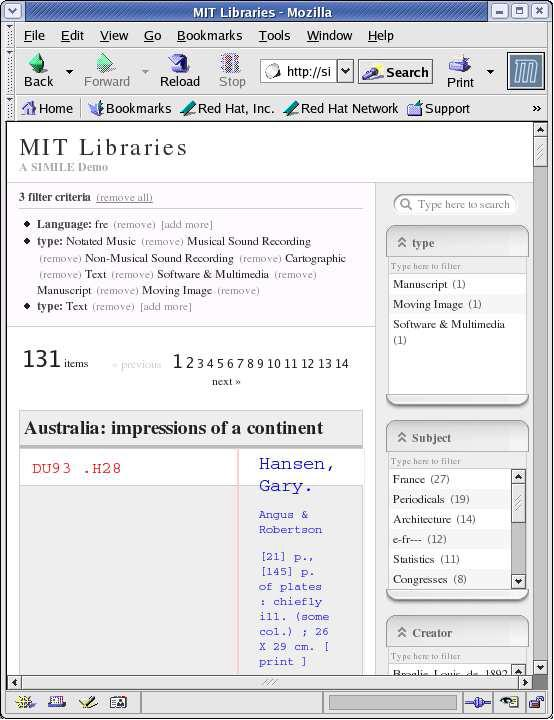 MIT Libraries - Mozilla
File Edit View Go Bookmarks Tools Window Help
Back Forward Reload Stop http://si Search Print
Home Bookmarks Red Hat, Inc. Red Hat Network Support »
MIT Libraries
A SIMILE Demo
3 filter criteria (remove all)
Language: fre (remove) [add more]
type: Notated Music (remove) Musical Sound Recording
(remove) Non-Musical Sound Recording (remove) Cartographic
(remove) Text (remove) Software & Multimedia (remove)
Manuscript (remove) Moving Image (remove)
type: Text (remove) [add more]
131 items « previous 1 2 3 4 5 6 7 8 9 10 11 12 13 14
next »
Australia: impressions of a continent
DU93 .H28
Hansen,
Gary.
Angus &
Robertson
[21] p.,
[145] p.
of plates
: chiefly
ill. (some
col.) ; 26
X 29 cm. [
print ]
Type here to search
type
Type here to filter
Manuscript (1)
Moving Image (1)
Software & Multimedia
(1)
Subject
Type here to filter
France (27)
Periodicals (19)
Architecture (14)
e-fr--- (12)
Statistics (11)
Congresses (8)
Creator
Type here to filter
Broglie, Louis de, 1892